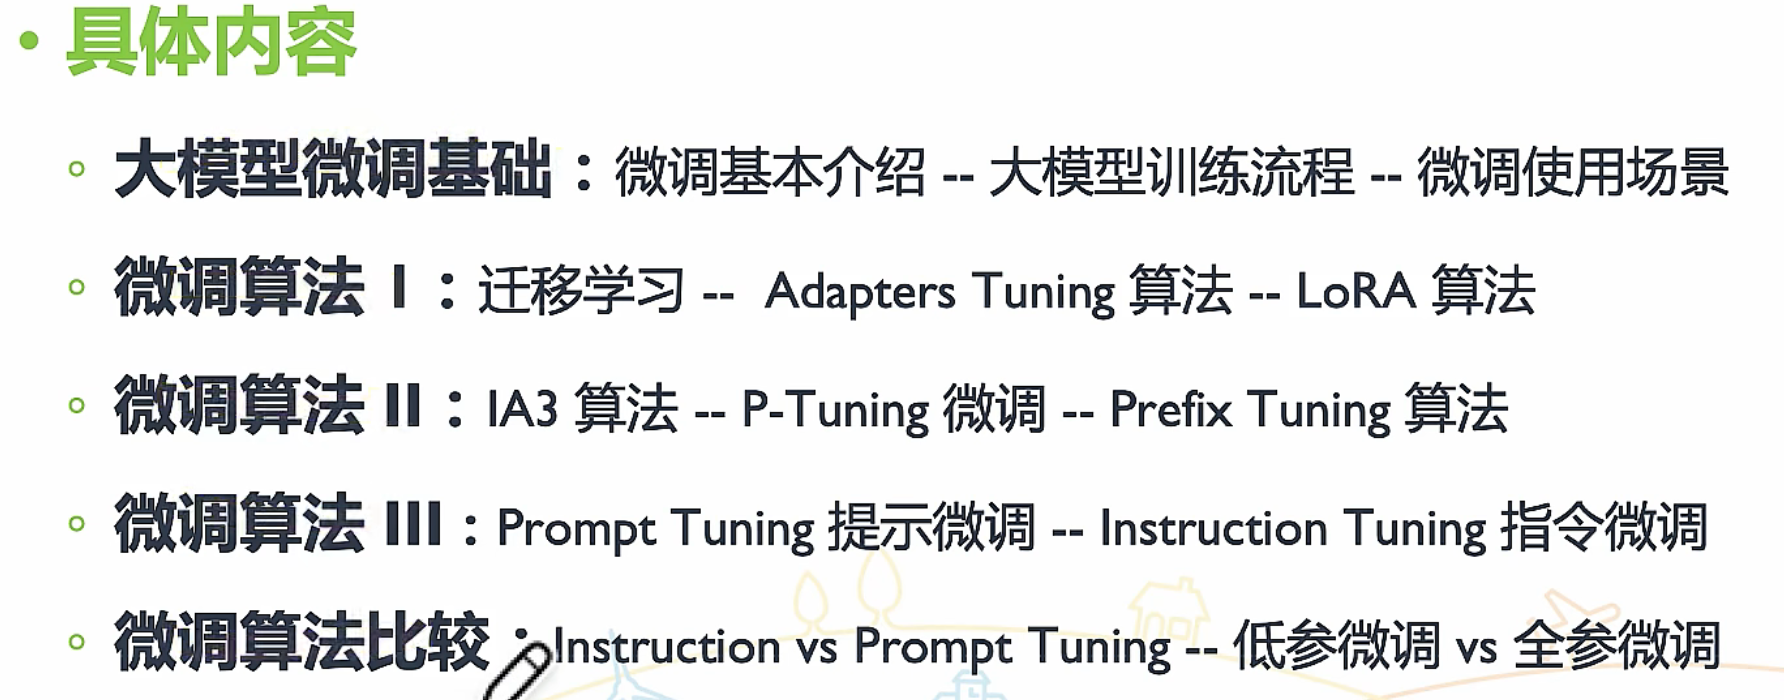 • 具体内容
◦ 大模型微调基础：微调基本介绍 -- 大模型训练流程 -- 微调使用场景
◦ 微调算法 I：迁移学习 -- Adapters Tuning 算法 -- LoRA 算法
◦ 微调算法 II：IA3 算法 -- P-Tuning 微调 -- Prefix Tuning 算法
◦ 微调算法 III：Prompt Tuning 提示微调 -- Instruction Tuning 指令微调
◦ 微调算法比较：Instruction vs Prompt Tuning -- 低参微调 vs 全参微调